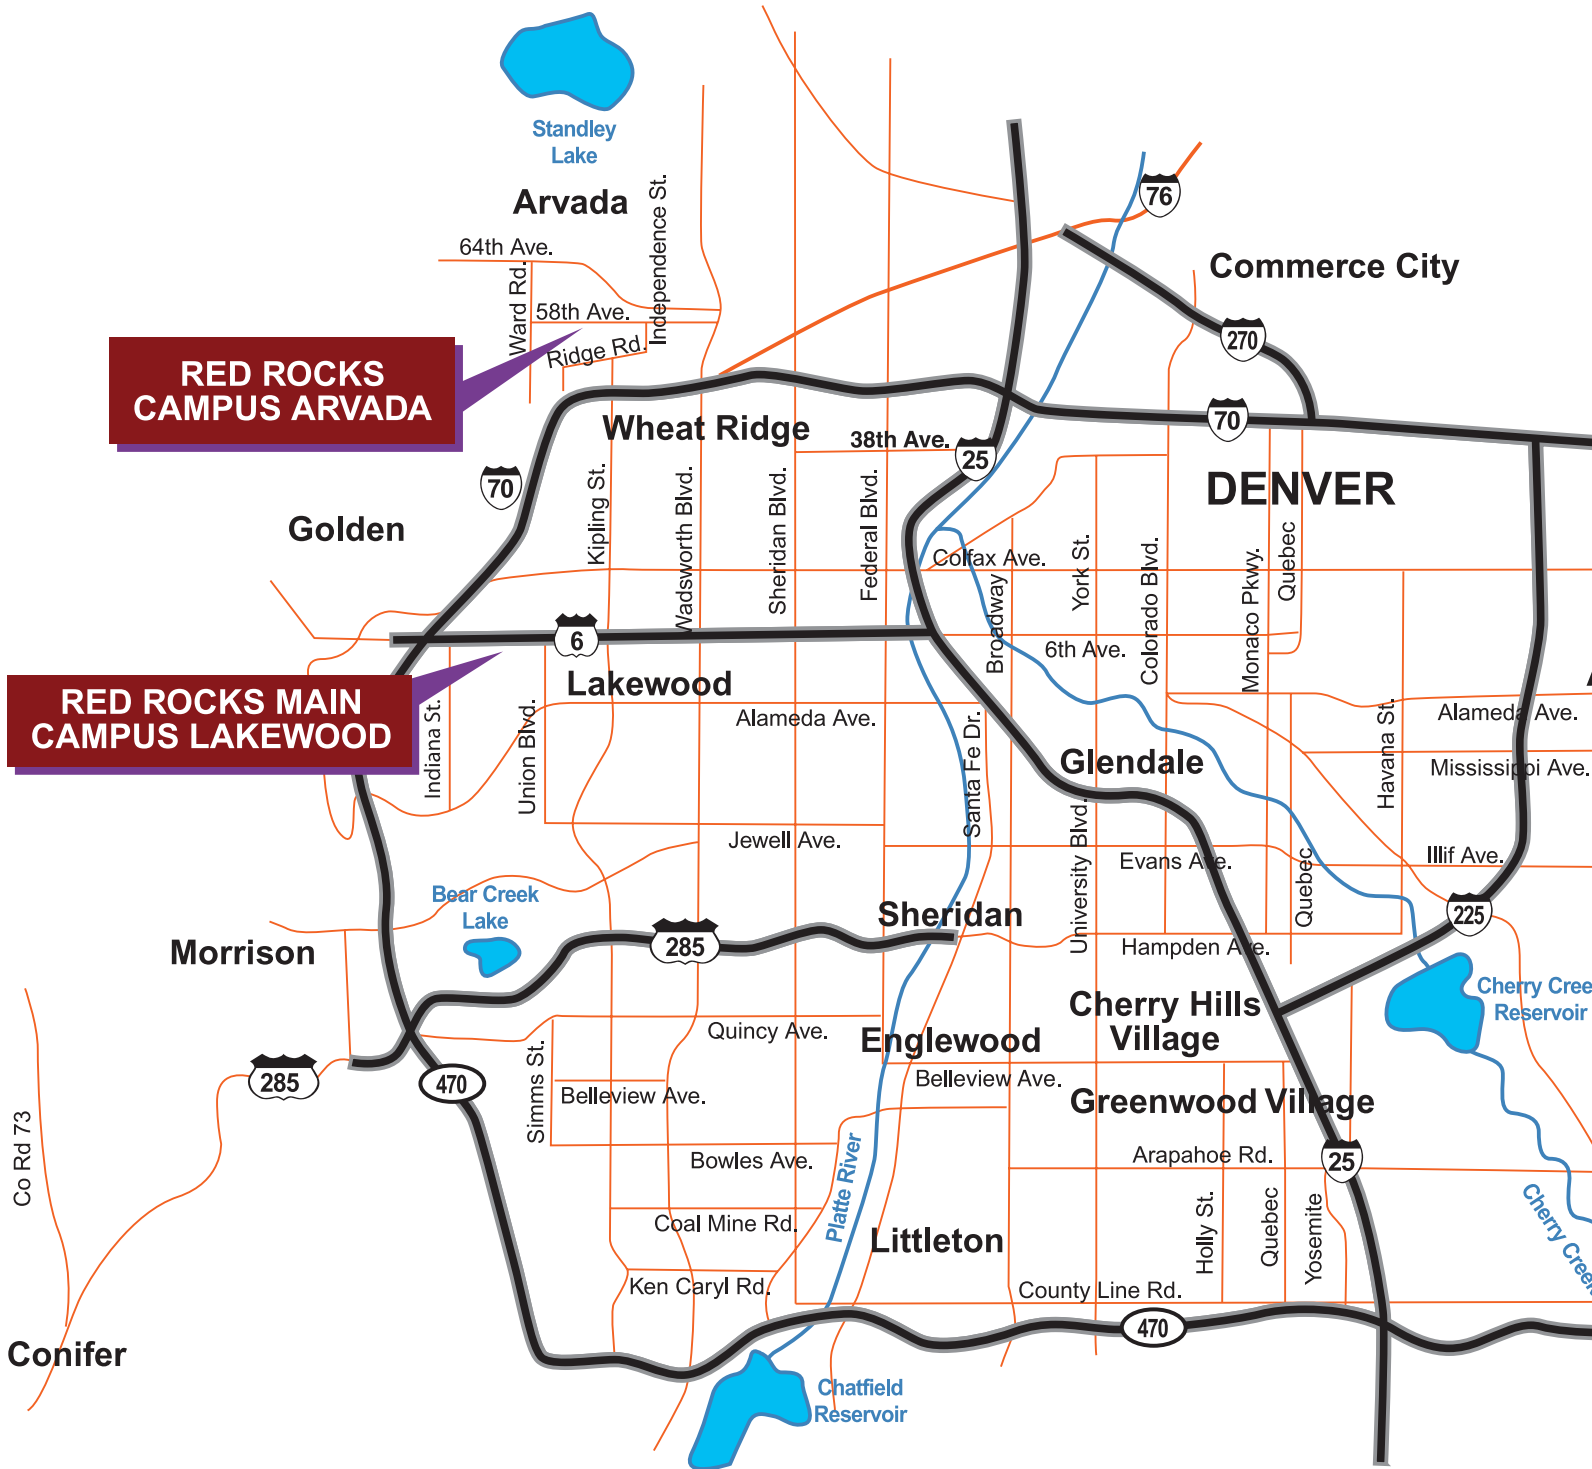 Standley
Lake
Arvada
Independence St.
76
64th Ave.
Commerce City
Ward Rd.
58th Ave.
Ridge Rd.
270
RED ROCKS
CAMPUS ARVADA
70
Wheat Ridge
38th Ave.
25
70
DENVER
Golden
Kipling St.
Wadsworth Blvd.
Sheridan Blvd.
Federal Blvd.
Colfax Ave.
Broadway
York St.
Colorado Blvd.
Monaco Pkwy.
Quebec
6
6th Ave.
Lakewood
RED ROCKS MAIN
CAMPUS LAKEWOOD
Indiana St.
Union Blvd.
Alameda Ave.
Santa Fe Dr.
Glendale
Havana St.
Alameda Ave.
Mississippi Ave.
Jewell Ave.
University Blvd.
Evans Ave.
Quebec
Illif Ave.
Bear Creek
Lake
Sheridan
225
Morrison
285
Hampden Ave.
Cherry Cree
Reservoir
Cherry Hills
Village
Quincy Ave.
Englewood
285
470
Simms St.
Belleview Ave.
Belleview Ave.
Greenwood Village
Co Rd 73
Bowles Ave.
Platte River
Arapahoe Rd.
25
Coal Mine Rd.
Littleton
Holly St.
Quebec
Yosemite
Cherry Creek
Ken Caryl Rd.
County Line Rd.
470
Conifer
Chatfield
Reservoir